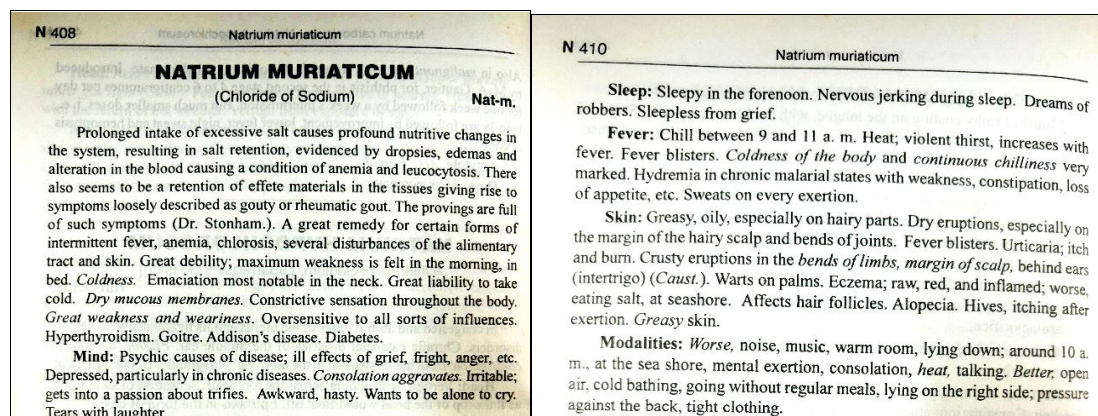 N 408 Natrium muriaticum
NATRIUM MURIATICUM
(Chloride of Sodium) Nat-m.
Prolonged intake of excessive salt causes profound nutritive changes in
the system, resulting in salt retention, evidenced by dropsies, edemas and
alteration in the blood causing a condition of anemia and leucocytosis. There
also seems to be a retention of effete materials in the tissues giving rise to
symptoms loosely described as gouty or rheumatic gout. The provings are full
of such symptoms (Dr. Stonham.). A great remedy for certain forms of
intermittent fever, anemia, chlorosis, several disturbances of the alimentary
tract and skin. Great debility; maximum weakness is felt in the morning, in
bed. Coldness. Emaciation most notable in the neck. Great liability to take
cold. Dry mucous membranes. Constrictive sensation throughout the body.
Great weakness and weariness. Oversensitive to all sorts of influences.
Hyperthyroidism. Goitre. Addison's disease. Diabetes.
Mind: Psychic causes of disease; ill effects of grief, fright, anger, etc.
Depressed, particularly in chronic diseases. Consolation aggravates. Irritable;
gets into a passion about trifles. Awkward, hasty. Wants to be alone to cry.
Tears with laughter
N 410 Natrium muriaticum
Sleep: Sleepy in the forenoon. Nervous jerking during sleep. Dreams of
robbers. Sleepless from grief.
Fever: Chill between 9 and 11 a. m. Heat; violent thirst, increases with
fever. Fever blisters. Coldness of the body and continuous chilliness very
marked. Hydremia in chronic malarial states with weakness, constipation, loss
of appetite, etc. Sweats on every exertion.
Skin: Greasy, oily, especially on hairy parts. Dry eruptions, especially on
the margin of the hairy scalp and bends of joints. Fever blisters. Urticaria; itch
and burn. Crusty eruptions in the bends of limbs, margin of scalp, behind ears
(intertrigo) (Caust.). Warts on palms. Eczema; raw, red, and inflamed; worse,
eating salt, at seashore. Affects hair follicles. Alopecia. Hives, itching after
exertion. Greasy skin.
Modalities: Worse, noise, music, warm room, lying down; around 10 a.
m., at the sea shore, mental exertion, consolation, heat, talking. Better, open
air, cold bathing, going without regular meals, lying on the right side; pressure
against the back, tight clothing.